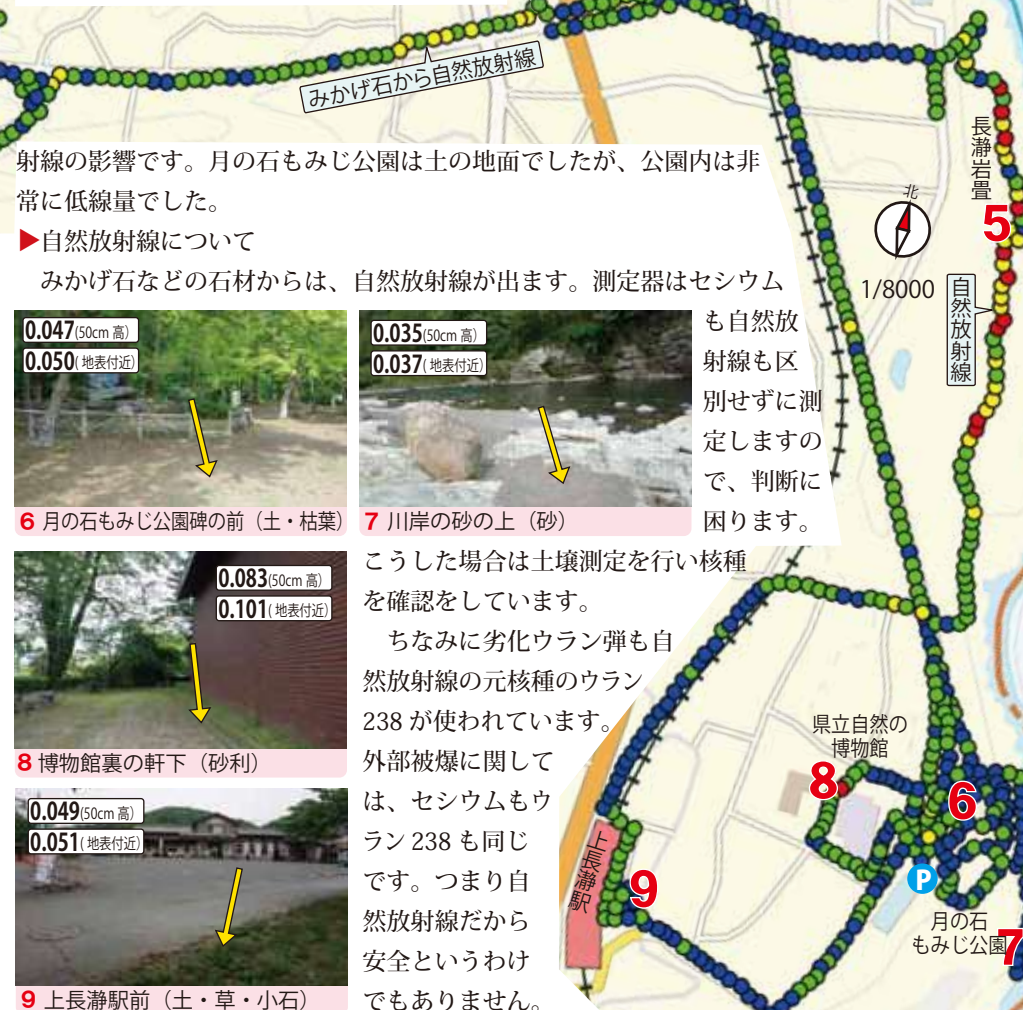 みかげ石から自然放射線
射線の影響です。月の石もみじ公園は土の地面でしたが、公園内は非
常に低線量でした。
▶自然放射線について
みかげ石などの石材からは、自然放射線が出ます。測定器はセシウム
も自然放
射線も区
別せずに測
定しますの
で、判断に
困ります。
0.047(50cm 高)
0.050(地表付近)
6 月の石もみじ公園碑の前（土・枯葉）
0.035(50cm 高)
0.037(地表付近)
7 川岸の砂の上（砂）
こうした場合は土壌測定を行い核種
を確認をしています。
ちなみに劣化ウラン弾も自
然放射線の元核種のウラン
238 が使われています。
外部被爆に関して
は、セシウムもウ
ラン 238 も同じ
です。つまり自
然放射線だから
安全というわけ
でもありません。
0.083(50cm 高)
0.101(地表付近)
8 博物館裏の軒下（砂利）
0.049(50cm 高)
0.051(地表付近)
9 上長瀞駅前（土・草・小石）
長瀞岩畳
5
北
1/8000
自然放射線
県立自然の
博物館
8
6
上長瀞駅
9
P
月の石
もみじ公園
7